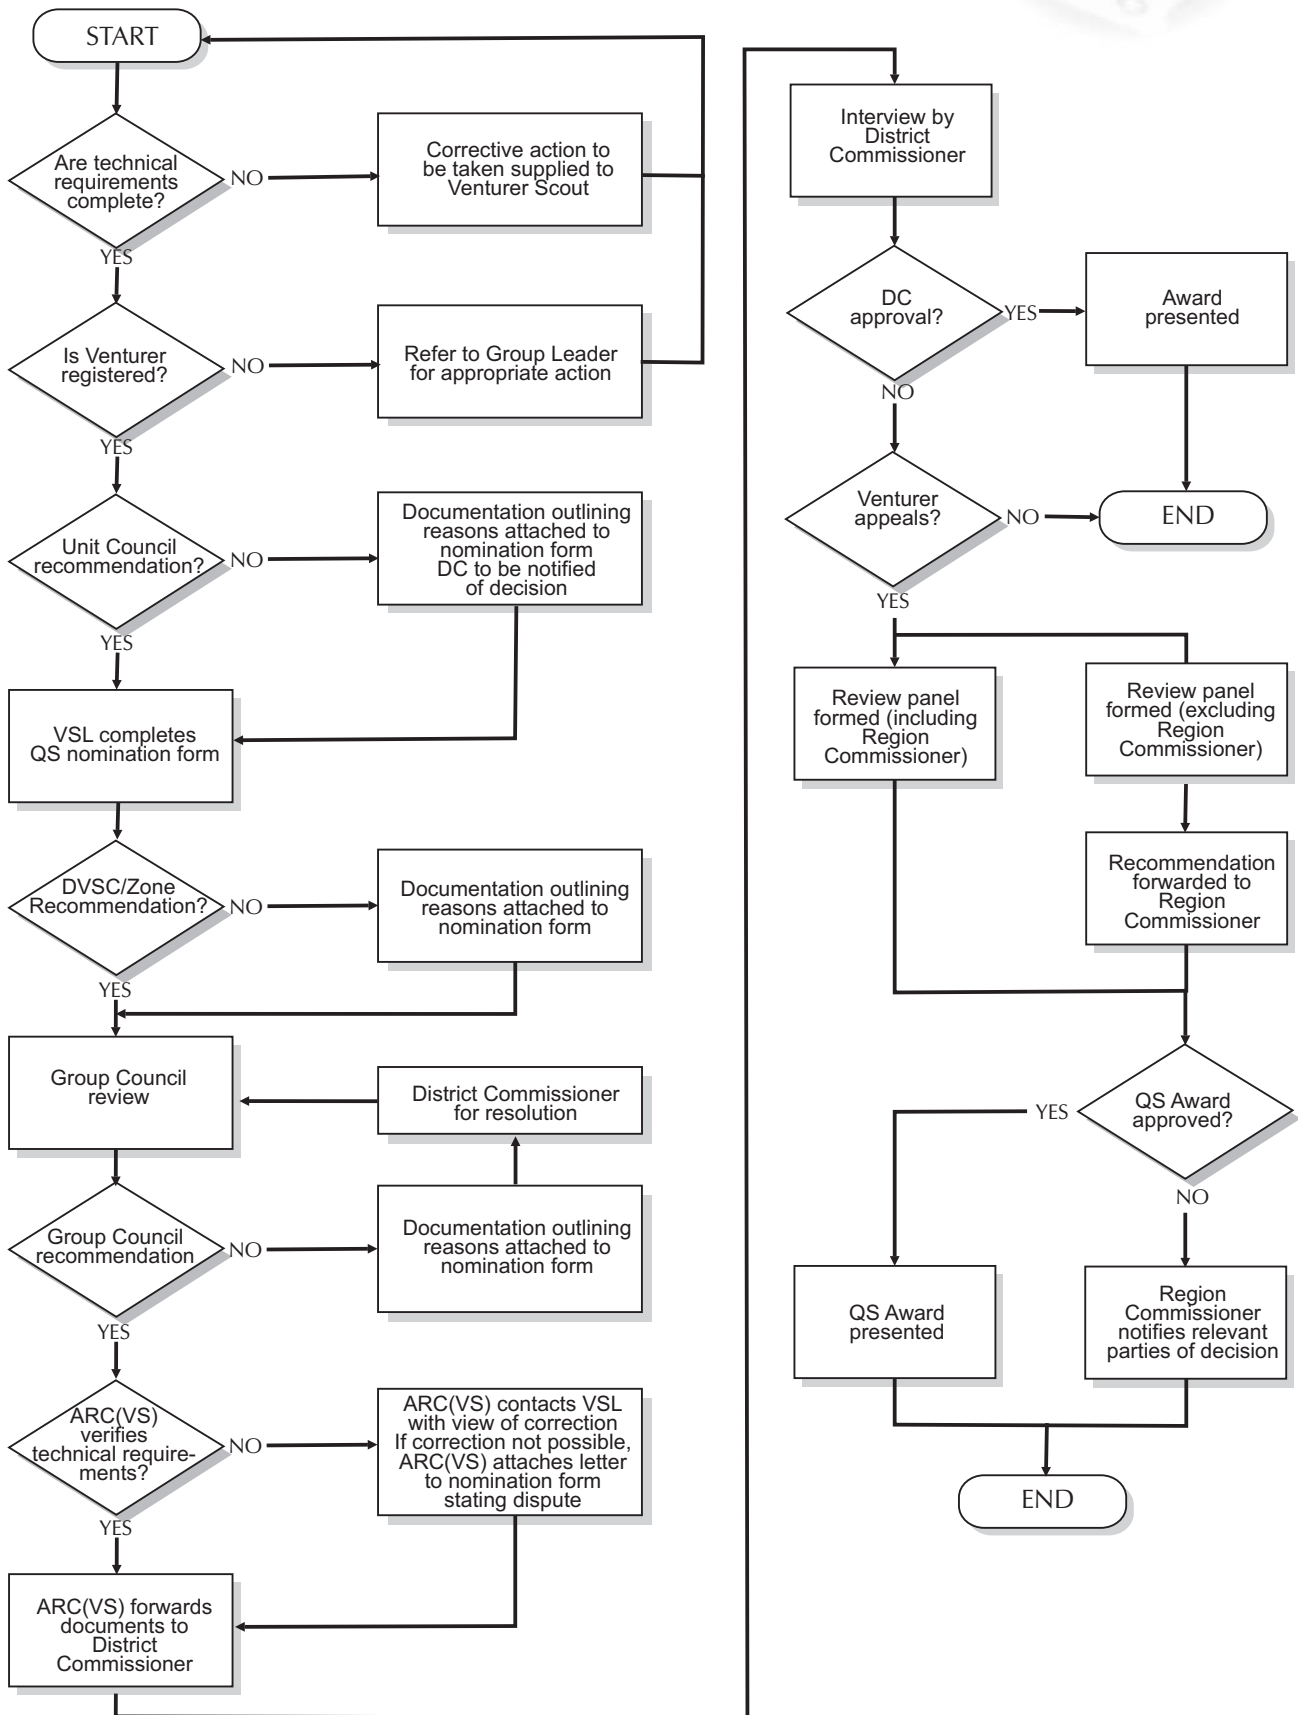 START
Are technical
requirements
complete?
NO
Corrective action to
be taken supplied to
Venturer Scout
YES
Is Venturer
registered?
NO
Refer to Group Leader
for appropriate action
YES
Unit Council
recommendation?
NO
Documentation outlining
reasons attached to
nomination form
DC to be notified
of decision
YES
VSL completes
QS nomination form
DVSC/Zone
Recommendation?
NO
Documentation outlining
reasons attached to
nomination form
YES
Group Council
review
District Commissioner
for resolution
Group Council
recommendation
NO
Documentation outlining
reasons attached to
nomination form
YES
ARC(VS)
verifies
technical require-
ments?
NO
ARC(VS) contacts VSL
with view of correction
If correction not possible,
ARC(VS) attaches letter
to nomination form
stating dispute
YES
ARC(VS) forwards
documents to
District
Commissioner
Interview by
District
Commissioner
DC
approval?
YES
Award
presented
NO
Venturer
appeals?
NO
END
YES
Review panel
formed (including
Region
Commissioner)
Review panel
formed (excluding
Region
Commissioner)
Recommendation
forwarded to
Region
Commissioner
QS Award
approved?
YES
NO
QS Award
presented
Region
Commissioner
notifies relevant
parties of decision
END